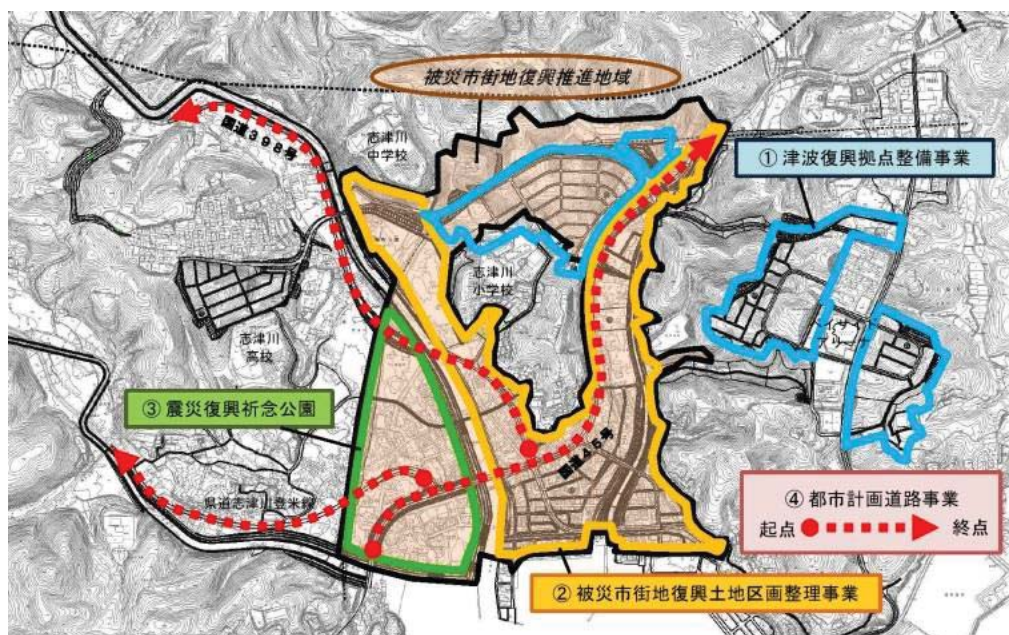 被災市街地復興推進地域
国道398号
志津川
中学校
① 津波復興拠点整備事業
志津川
小学校
志津川
高校
③ 震災復興祈念公園
国道45号
県道志津川登米線
④ 都市計画道路事業
起点
終点
② 被災市街地復興土地区画整理事業